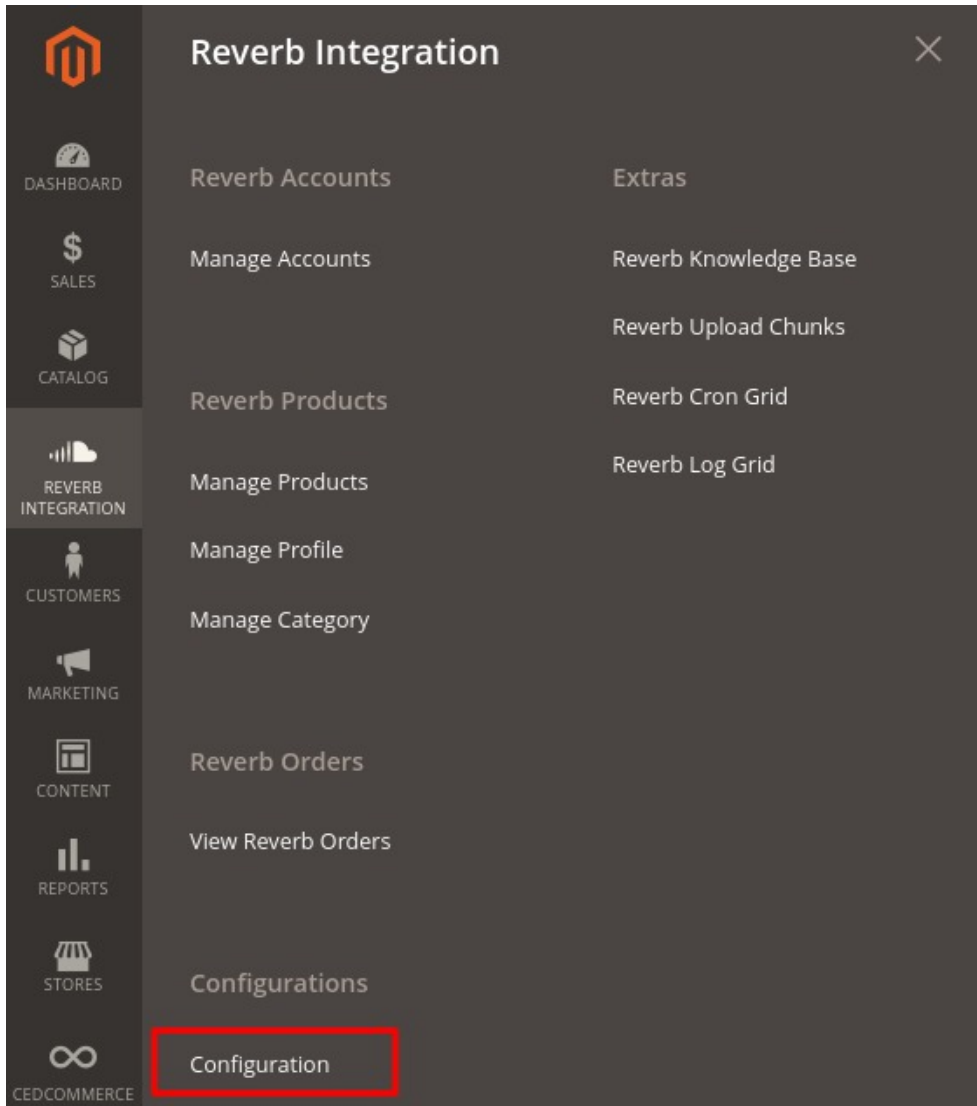 Reverb Integration
DASHBOARD
SALES
CATALOG
REVERB
INTEGRATION
CUSTOMERS
MARKETING
CONTENT
REPORTS
STORES
CEDCOMMERCE
Reverb Accounts
Manage Accounts
Reverb Products
Manage Products
Manage Profile
Manage Category
Reverb Orders
View Reverb Orders
Configurations
Configuration
Extras
Reverb Knowledge Base
Reverb Upload Chunks
Reverb Cron Grid
Reverb Log Grid